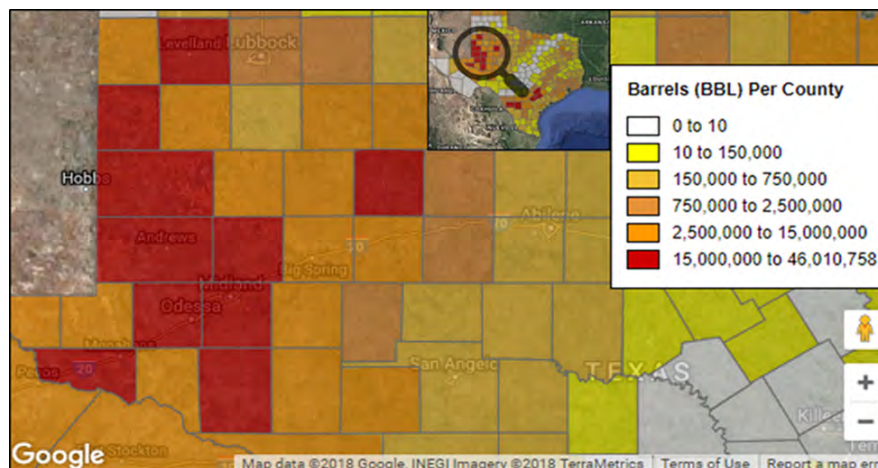 Levelland
Lubbock
Hobbs
Andrews
Midland
Odessa
Monahans
Pecos
20
20
20
Big Spring
Abilene
San Angelo
TEXAS
Killee
Fort Stockton
Barrels (BBL) Per County
0 to 10
10 to 150,000
150,000 to 750,000
750,000 to 2,500,000
2,500,000 to 15,000,000
15,000,000 to 46,010,758
Google
Map data ©2018 Google, INEGI Imagery ©2018 TerraMetrics
Terms of Use
Report a map err